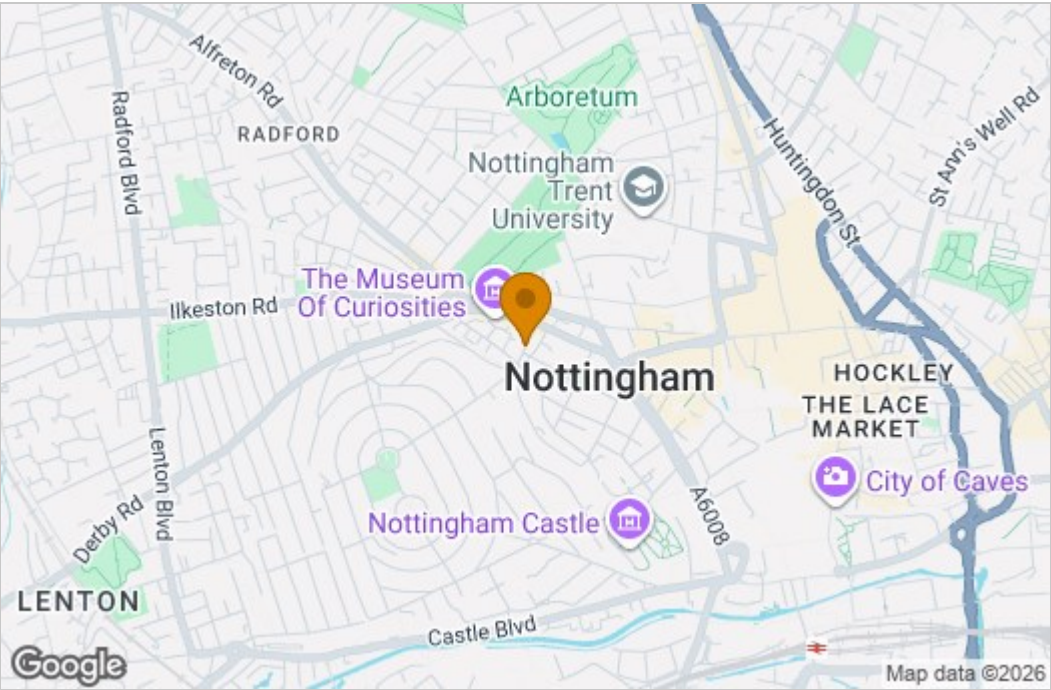 Alfreton Rd
Radford Blvd
RADFORD
Arboretum
Huntingdon St
St Ann's Well Rd
Nottingham
Trent
University
The Museum
Of Curiosities
Ilkeston Rd
Nottingham
HOCKLEY
THE LACE
MARKET
Lenton Blvd
City of Caves
Derby Rd
Nottingham Castle
A6008
LENTON
Castle Blvd
Google
Map data ©2026